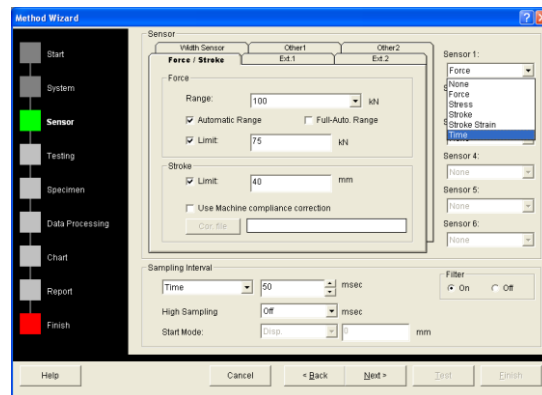 Method Wizard
Start
System
Sensor
Testing
Specimen
Data Processing
Chart
Report
Finish
Sensor
Width Sensor Other1 Other2
Force / Stroke Ext.1 Ext.2
Force
Range: 100 kN
Automatic Range Full-Auto. Range
Limit: 75 kN
Stroke
Limit: 40 mm
Use Machine compliance correction
Cor. file
Sensor 1:
Force
None
Force
Stress
Stroke
Stroke Strain
Time
Sensor 4:
None
Sensor 5:
None
Sensor 6:
None
Sampling Interval
Time 50 msec
High Sampling Off msec
Start Mode: Disp. 0 mm
Filter
On Off
Help Cancel < Back Next > Test Finish